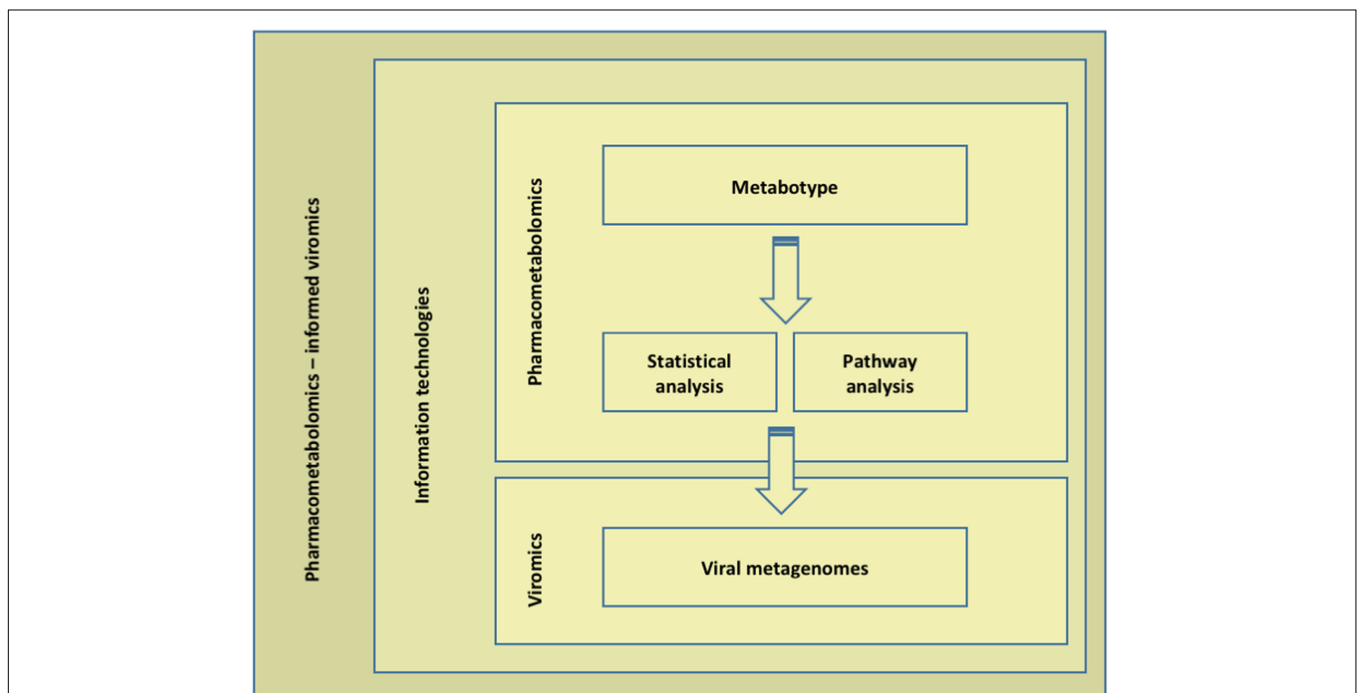 Pharmacometabolomics – informed viromics
Information technologies
Pharmacometabolomics
Metabotype
Statistical
analysis
Pathway
analysis
Viromics
Viral metagenomes